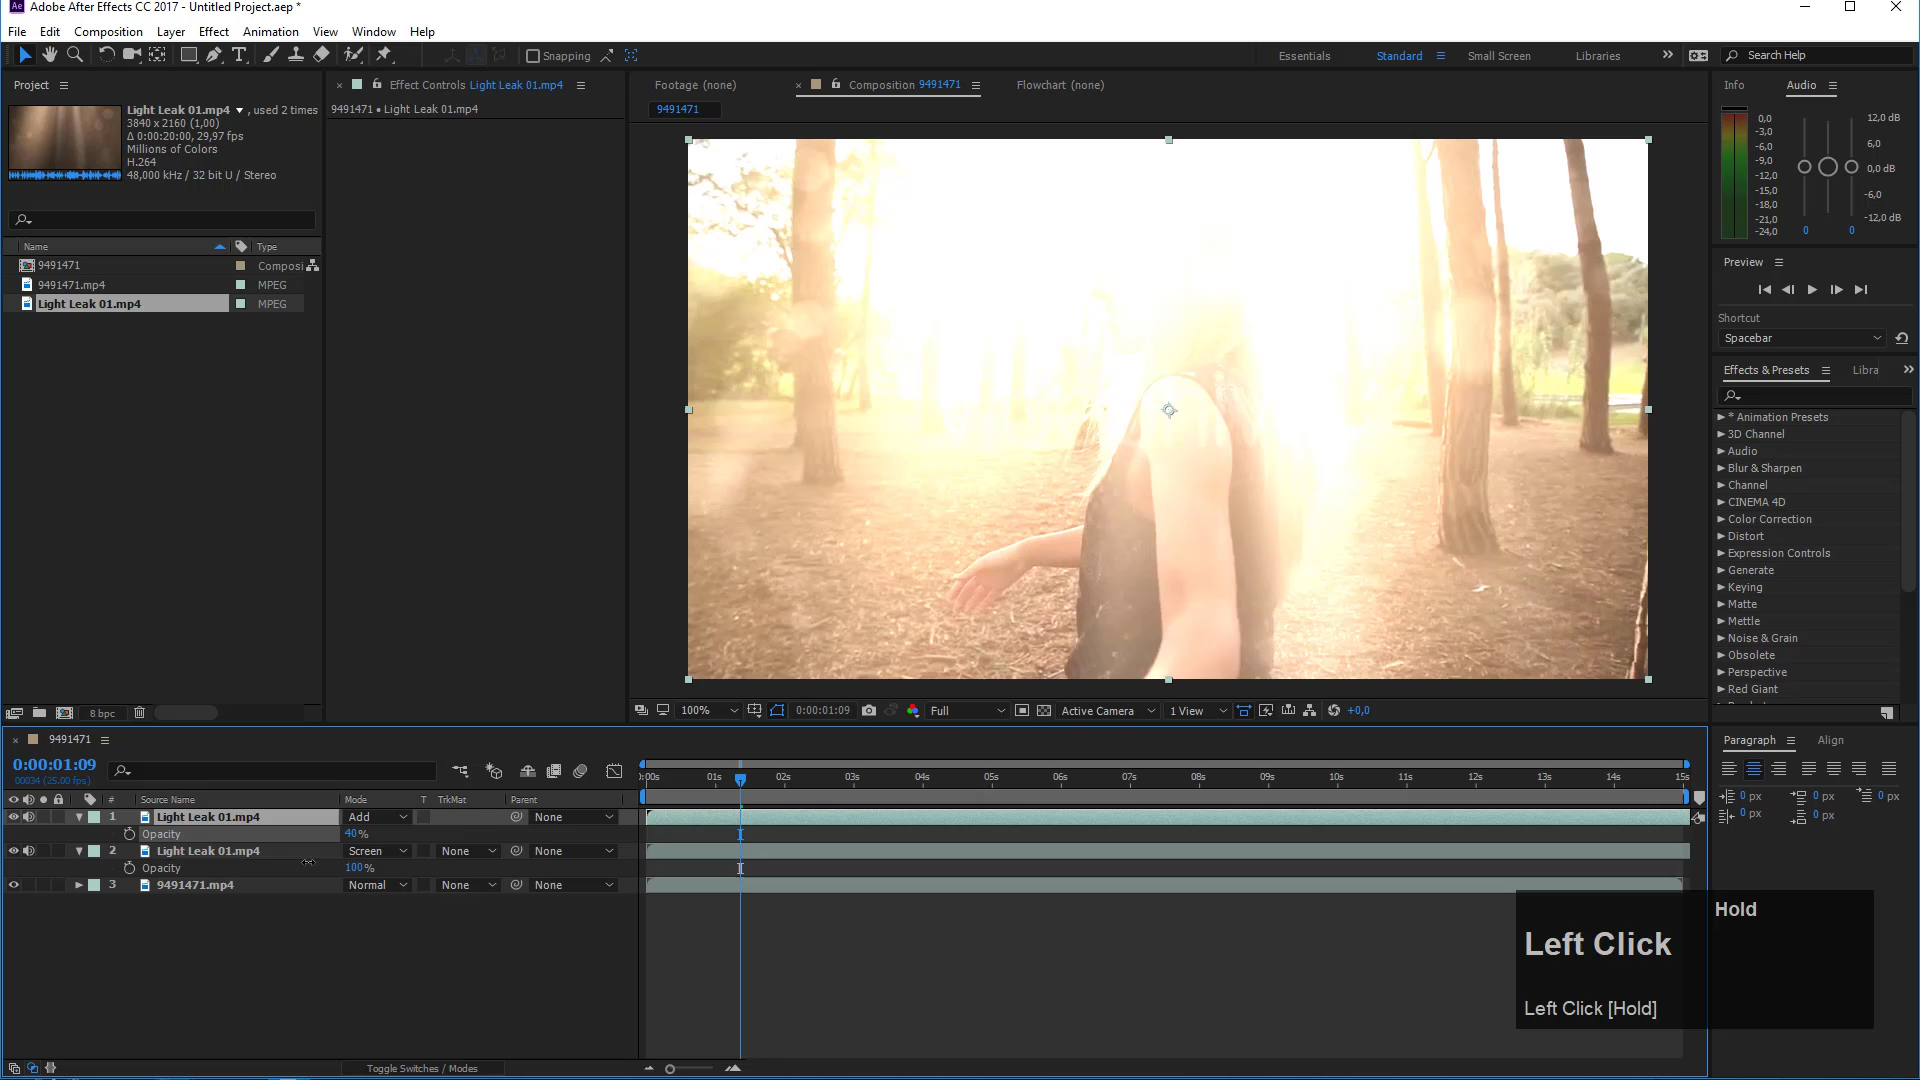 Adobe After Effects CC 2017 - Untitled Project.aep *
File Edit Composition Layer Effect Animation View Window Help
Snapping
Essentials Standard Small Screen Libraries Search Help
Project
Light Leak 01.mp4 , used 2 times
3840 x 2160 (1,00)
Δ 0:00:20:00, 29,97 fps
Millions of Colors
H.264
48,000 kHz / 32 bit U / Stereo
Name Type
9491471 Composi
9491471.mp4 MPEG
Light Leak 01.mp4 MPEG
8 bpc
Effect Controls Light Leak 01.mp4
9491471 • Light Leak 01.mp4
Footage (none) Composition 9491471 Flowchart (none)
9491471
100% 0:00:01:09 Full Active Camera 1 View +0,0
Info Audio
0,0
-3,0
-6,0
-9,0
-12,0
-15,0
-18,0
-21,0
-24,0
12,0 dB
6,0
0,0 dB
-6,0
-12,0 dB
0 0
Preview
Shortcut
Spacebar
Effects & Presets Libra
* Animation Presets
3D Channel
Audio
Blur & Sharpen
Channel
CINEMA 4D
Color Correction
Distort
Expression Controls
Generate
Keying
Matte
Mettle
Noise & Grain
Obsolete
Perspective
Red Giant
Paragraph Align
0 px 0 px 0 px
0 px 0 px
9491471
0:00:01:09
00034 (25.00 fps)
# Source Name Mode T TrkMat Parent
1 Light Leak 01.mp4 Add None
Opacity 40%
2 Light Leak 01.mp4 Screen None None
Opacity 100%
3 9491471.mp4 Normal None None
:00s 01s 02s 03s 04s 05s 06s 07s 08s 09s 10s 11s 12s 13s 14s 15s
Toggle Switches / Modes
Hold
Left Click
Left Click [Hold]